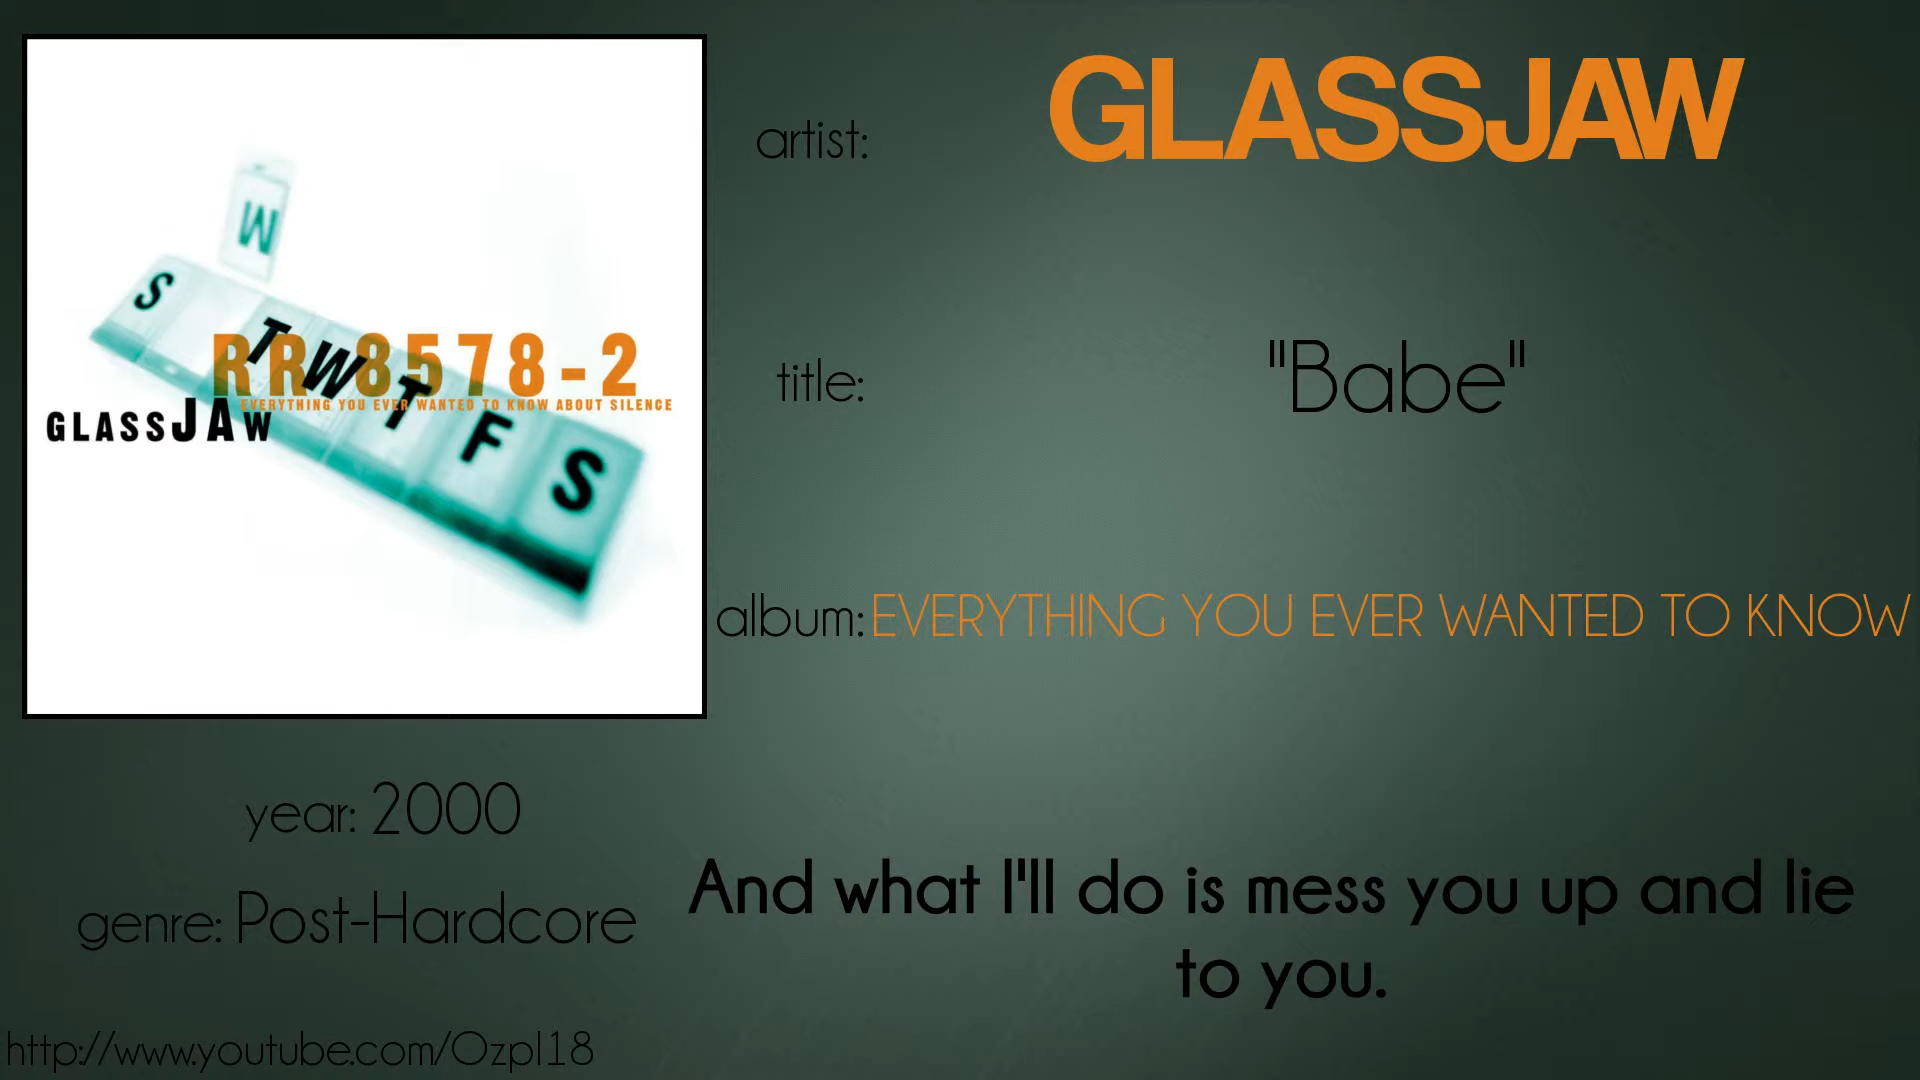 M
S T W T F S
RR 8578-2
EVERYTHING YOU EVER WANTED TO KNOW ABOUT SILENCE
GLASSJAW
artist: GLASSJAW
title: "Babe"
album: EVERYTHING YOU EVER WANTED TO KNOW
year: 2000
genre: Post-Hardcore
And what I'll do is mess you up and lie
to you.
http://www.youtube.com/Ozpl18